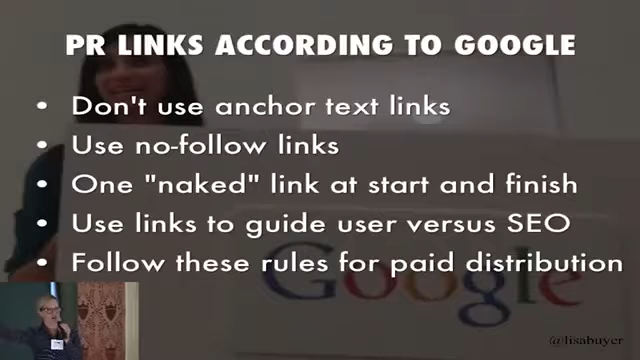 PR LINKS ACCORDING TO GOOGLE
• Don't use anchor text links
• Use no-follow links
• One "naked" link at start and finish
• Use links to guide user versus SEO
• Follow these rules for paid distribution
Google
@lisabuyer